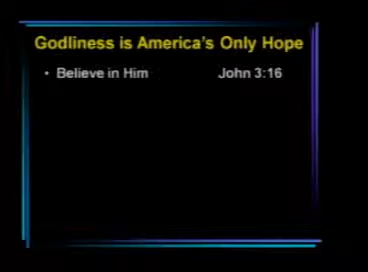 Godliness is America's Only Hope
• Believe in Him John 3:16